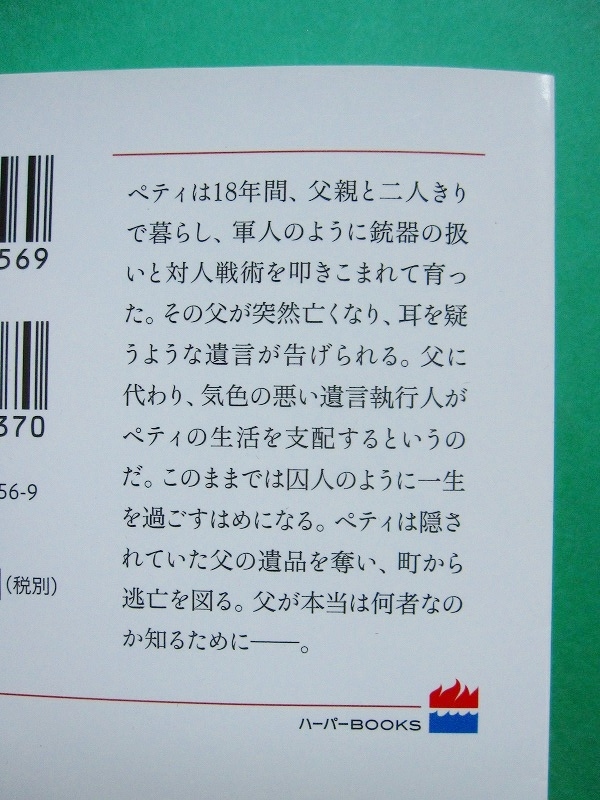 ペティは18年間、父親と二人きり
で暮らし、軍人のように銃器の扱
いと対人戦術を叩きこまれて育っ
た。その父が突然亡くなり、耳を疑
うような遺言が告げられる。父に
代わり、気色の悪い遺言執行人が
ペティの生活を支配するというの
だ。このままでは囚人のように一生
を過ごすはめになる。ペティは隠さ
れていた父の遺品を奪い、町から
逃亡を図る。父が本当は何者なの
か知るために──。
569
370
56-9
(税別)
ハーパーBOOKS